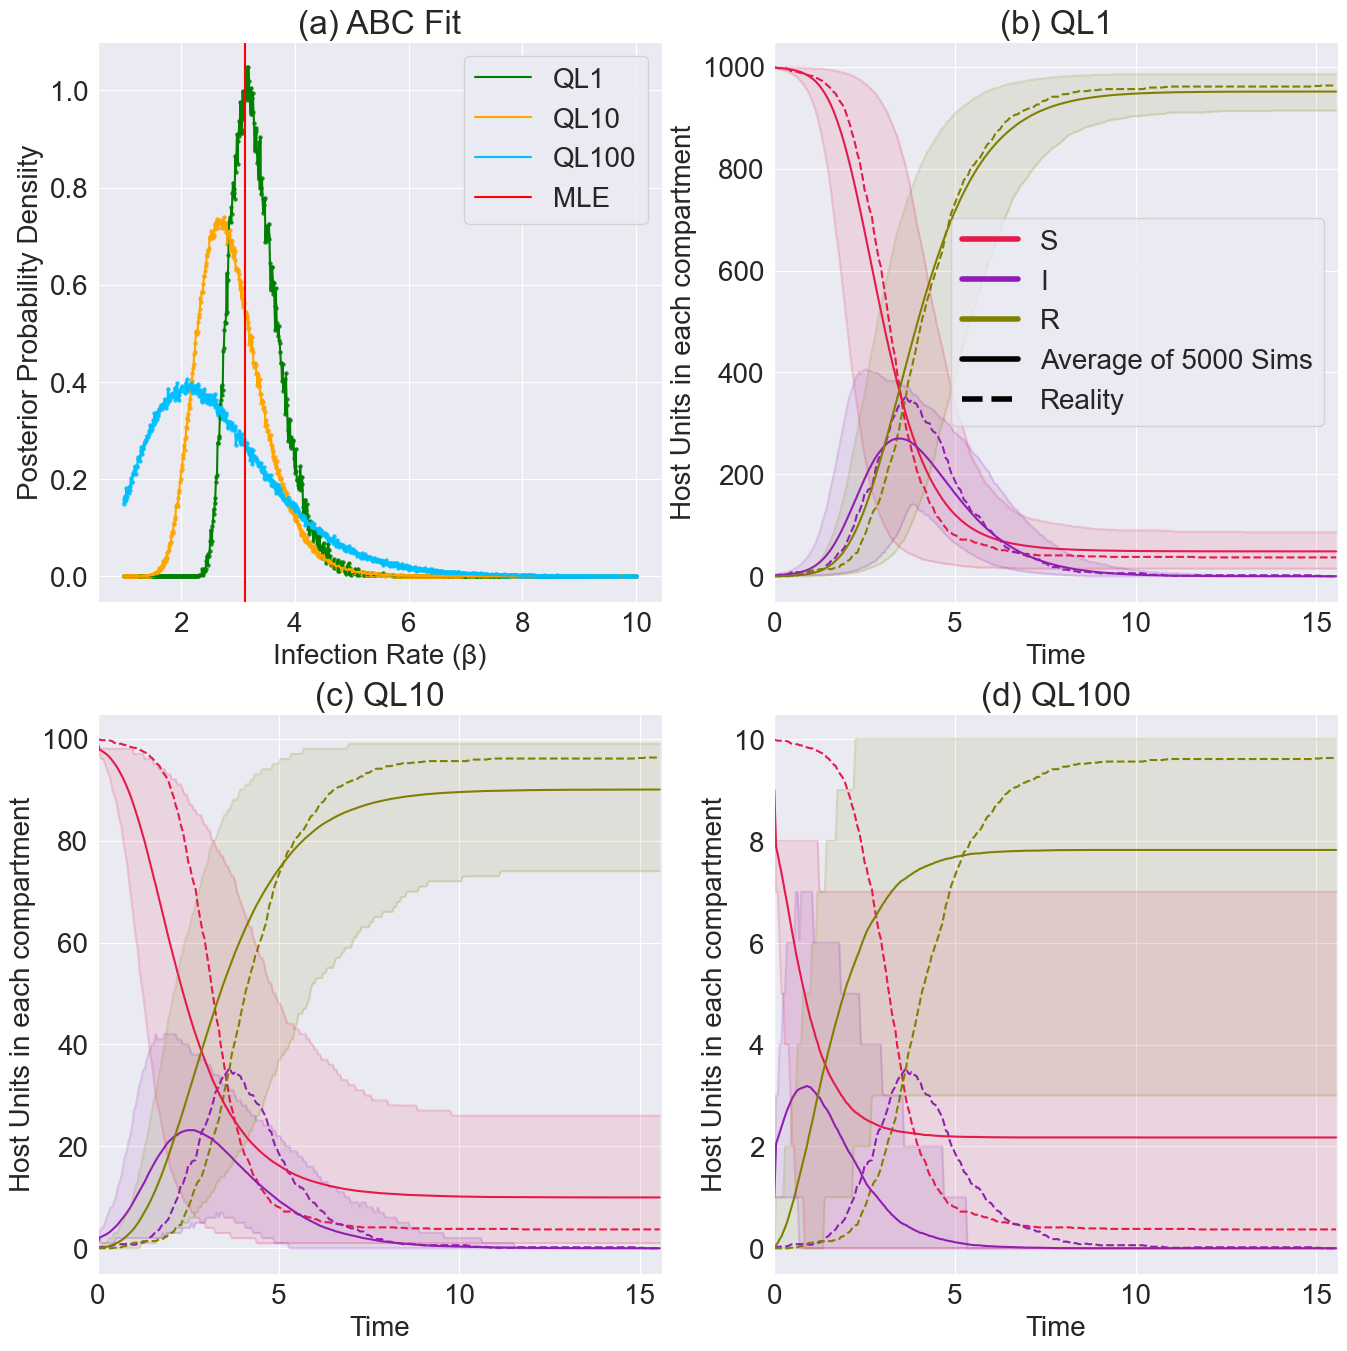 (a) ABC Fit
Posterior Probability Density
1.0
0.8
0.6
0.4
0.2
0.0
2 4 6 8 10
Infection Rate (β)
QL1
QL10
QL100
MLE
(b) QL1
Host Units in each compartment
1000
800
600
400
200
0
0 5 10 15
Time
S
I
R
Average of 5000 Sims
Reality
(c) QL10
Host Units in each compartment
100
80
60
40
20
0
0 5 10 15
Time
(d) QL100
Host Units in each compartment
10
8
6
4
2
0
0 5 10 15
Time